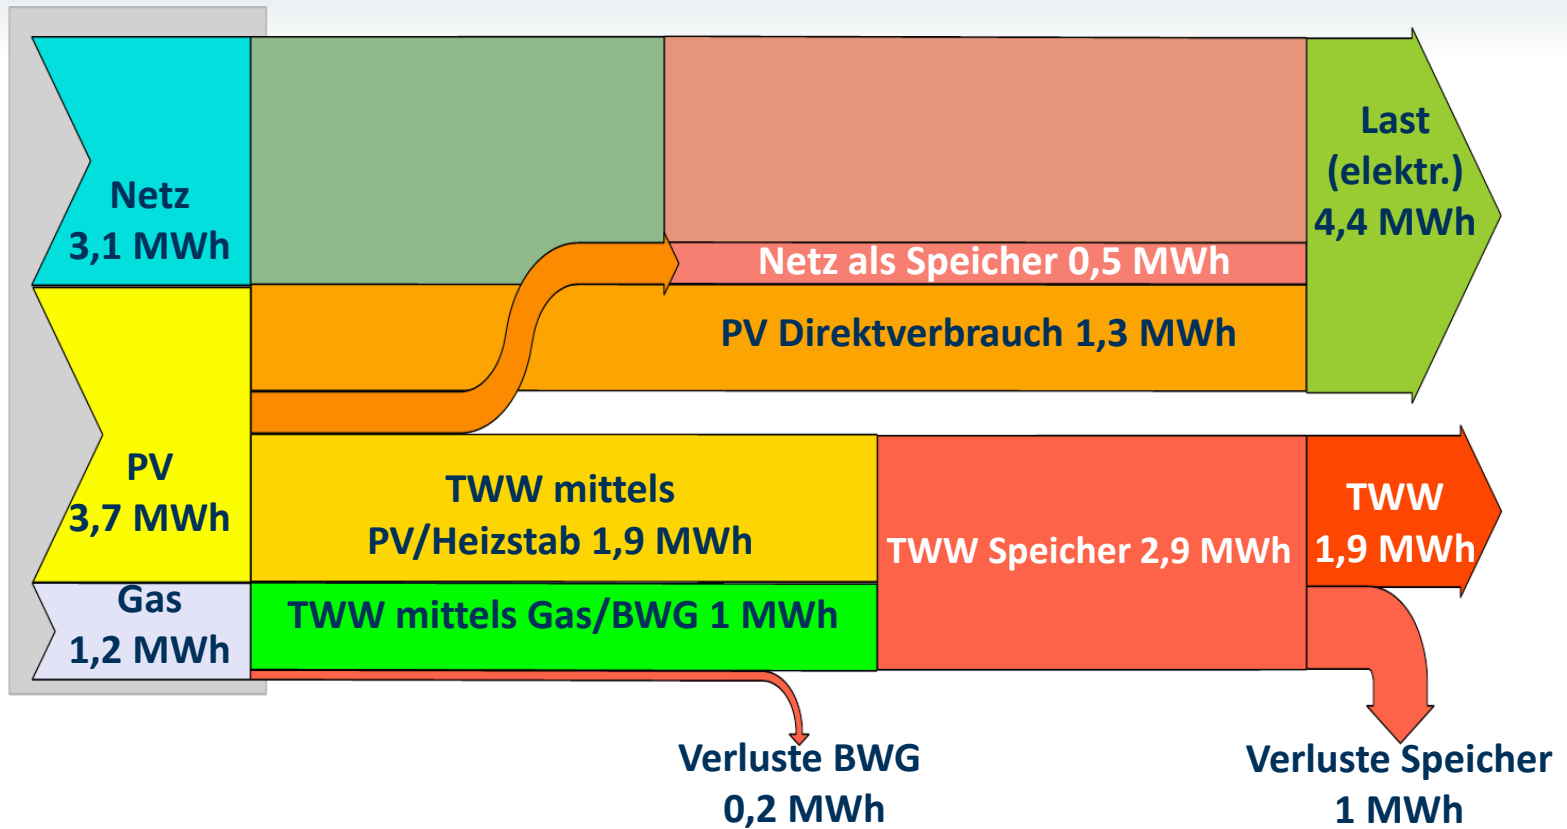 Netz
3,1 MWh
Last
(elektr.)
4,4 MWh
Netz als Speicher 0,5 MWh
PV Direktverbrauch 1,3 MWh
PV
3,7 MWh
TWW mittels
PV/Heizstab 1,9 MWh
TWW Speicher 2,9 MWh
TWW
1,9 MWh
Gas
1,2 MWh
TWW mittels Gas/BWG 1 MWh
Verluste BWG
0,2 MWh
Verluste Speicher
1 MWh